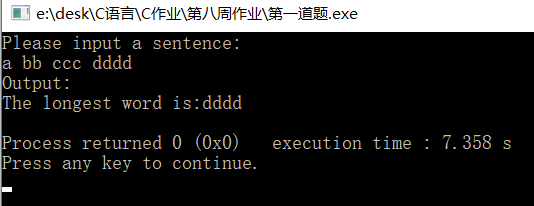 e:\desk\C语言\C作业\第八周作业\第一道题.exe
Please input a sentence:
a bb ccc dddd
Output:
The longest word is:dddd
Process returned 0 (0x0)   execution time : 7.358 s
Press any key to continue.